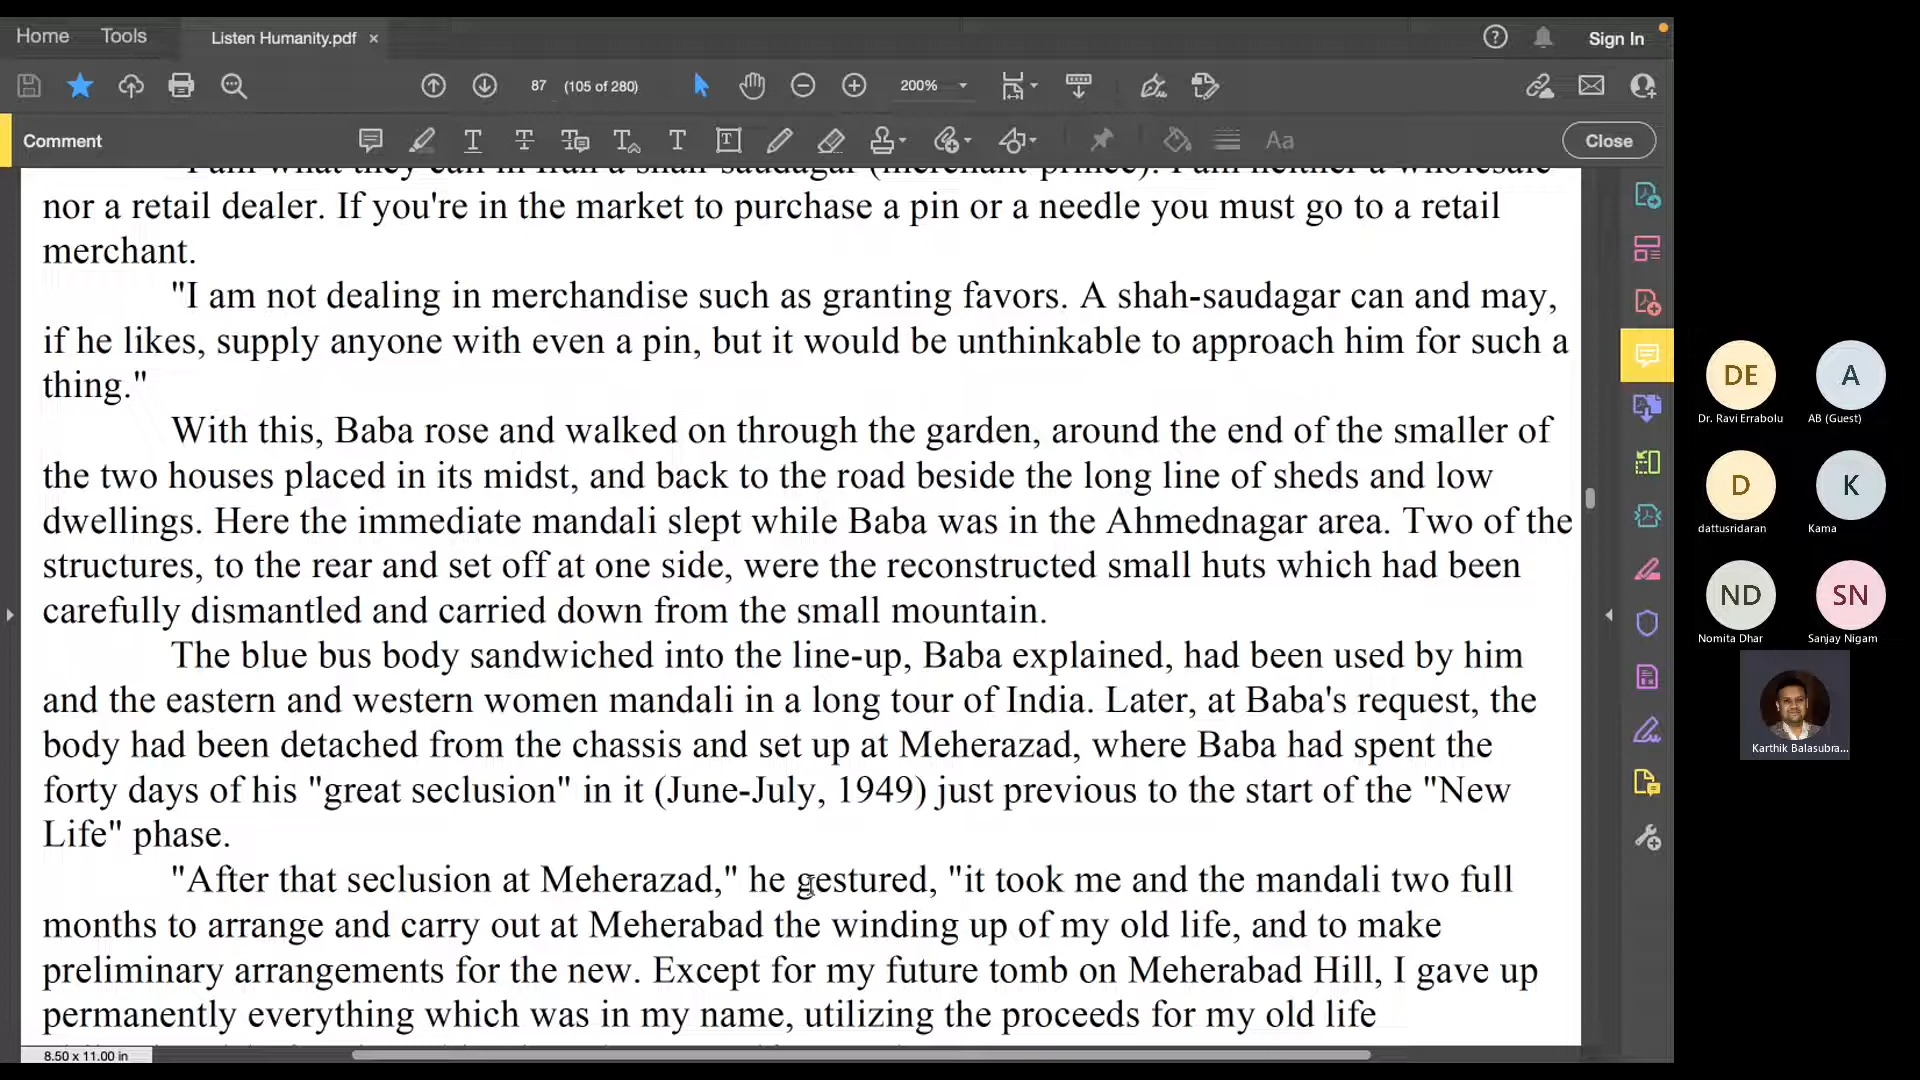 Home Tools Listen Humanity.pdf × Sign In
87 (105 of 280) 200%
Comment Aa Close
"I am what they call in Iran a shah-saudagar (merchant-prince). I am neither a wholesale
nor a retail dealer. If you're in the market to purchase a pin or a needle you must go to a retail
merchant.
"I am not dealing in merchandise such as granting favors. A shah-saudagar can and may,
if he likes, supply anyone with even a pin, but it would be unthinkable to approach him for such a
thing."
With this, Baba rose and walked on through the garden, around the end of the smaller of
the two houses placed in its midst, and back to the road beside the long line of sheds and low
dwellings. Here the immediate mandali slept while Baba was in the Ahmednagar area. Two of the
structures, to the rear and set off at one side, were the reconstructed small huts which had been
carefully dismantled and carried down from the small mountain.
The blue bus body sandwiched into the line-up, Baba explained, had been used by him
and the eastern and western women mandali in a long tour of India. Later, at Baba's request, the
body had been detached from the chassis and set up at Meherazad, where Baba had spent the
forty days of his "great seclusion" in it (June-July, 1949) just previous to the start of the "New
Life" phase.
"After that seclusion at Meherazad," he gestured, "it took me and the mandali two full
months to arrange and carry out at Meherabad the winding up of my old life, and to make
preliminary arrangements for the new. Except for my future tomb on Meherabad Hill, I gave up
permanently everything which was in my name, utilizing the proceeds for my old life
8.50 x 11.00 in
DE A
Dr. Ravi Errabolu AB (Guest)
D K
dattusridaran Kama
ND SN
Nomita Dhar Sanjay Nigam
Karthik Balasubra...